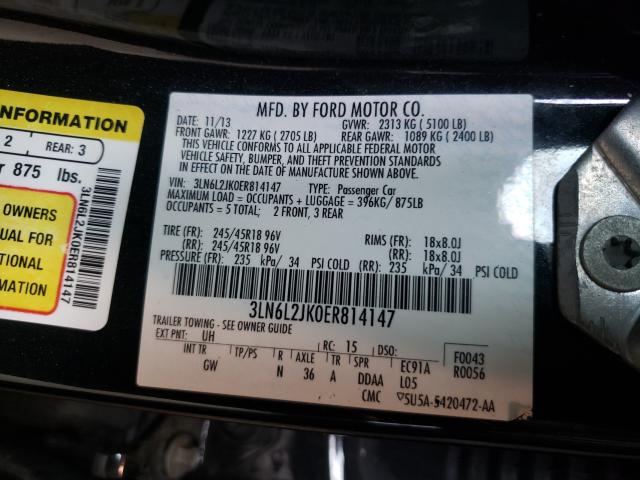 INFORMATION
2
REAR: 3
875 lbs.
OWNERS
UAL FOR
TIONAL
MATION
3LN6L2JK0ER814147
MFD. BY FORD MOTOR CO.
11/13
GVWR: 2313 KG ( 5100 LB)
FRONT GAWR: 1227 KG ( 2705 LB)
REAR GAWR: 1089 KG ( 2400 LB)
THIS VEHICLE CONFORMS TO ALL APPLICABLE FEDERAL MOTOR
VEHICLE SAFETY, BUMPER, AND THEFT PREVENTION STANDARDS
IN EFFECT ON THE DATE OF MANUFACTURE SHOWN ABOVE.
VIN: 3LN6L2JK0ER814147 TYPE: Passenger Car
MAXIMUM LOAD = OCCUPANTS + LUGGAGE = 396KG/ 875LB
OCCUPANTS = 5 TOTAL; 2 FRONT, 3 REAR
TIRE (FR): 245/45R18 96V RIMS (FR): 18x8.0J
(RR): 245/45R18 96V (RR): 18x8.0J
PRESSURE (FR): 235 kPa/ 34 PSI COLD (RR): 235 kPa/ 34 PSI COLD
3LN6L2JK0ER814147
TRAILER TOWING - SEE OWNER GUIDE
EXT PNT: UH RC: 15 DSO: F0043
INT TR TP/PS R AXLE TR SPR EC91A R0056
GW N 36 A DDAA L05
CMC ▽5U5A-5420472-AA